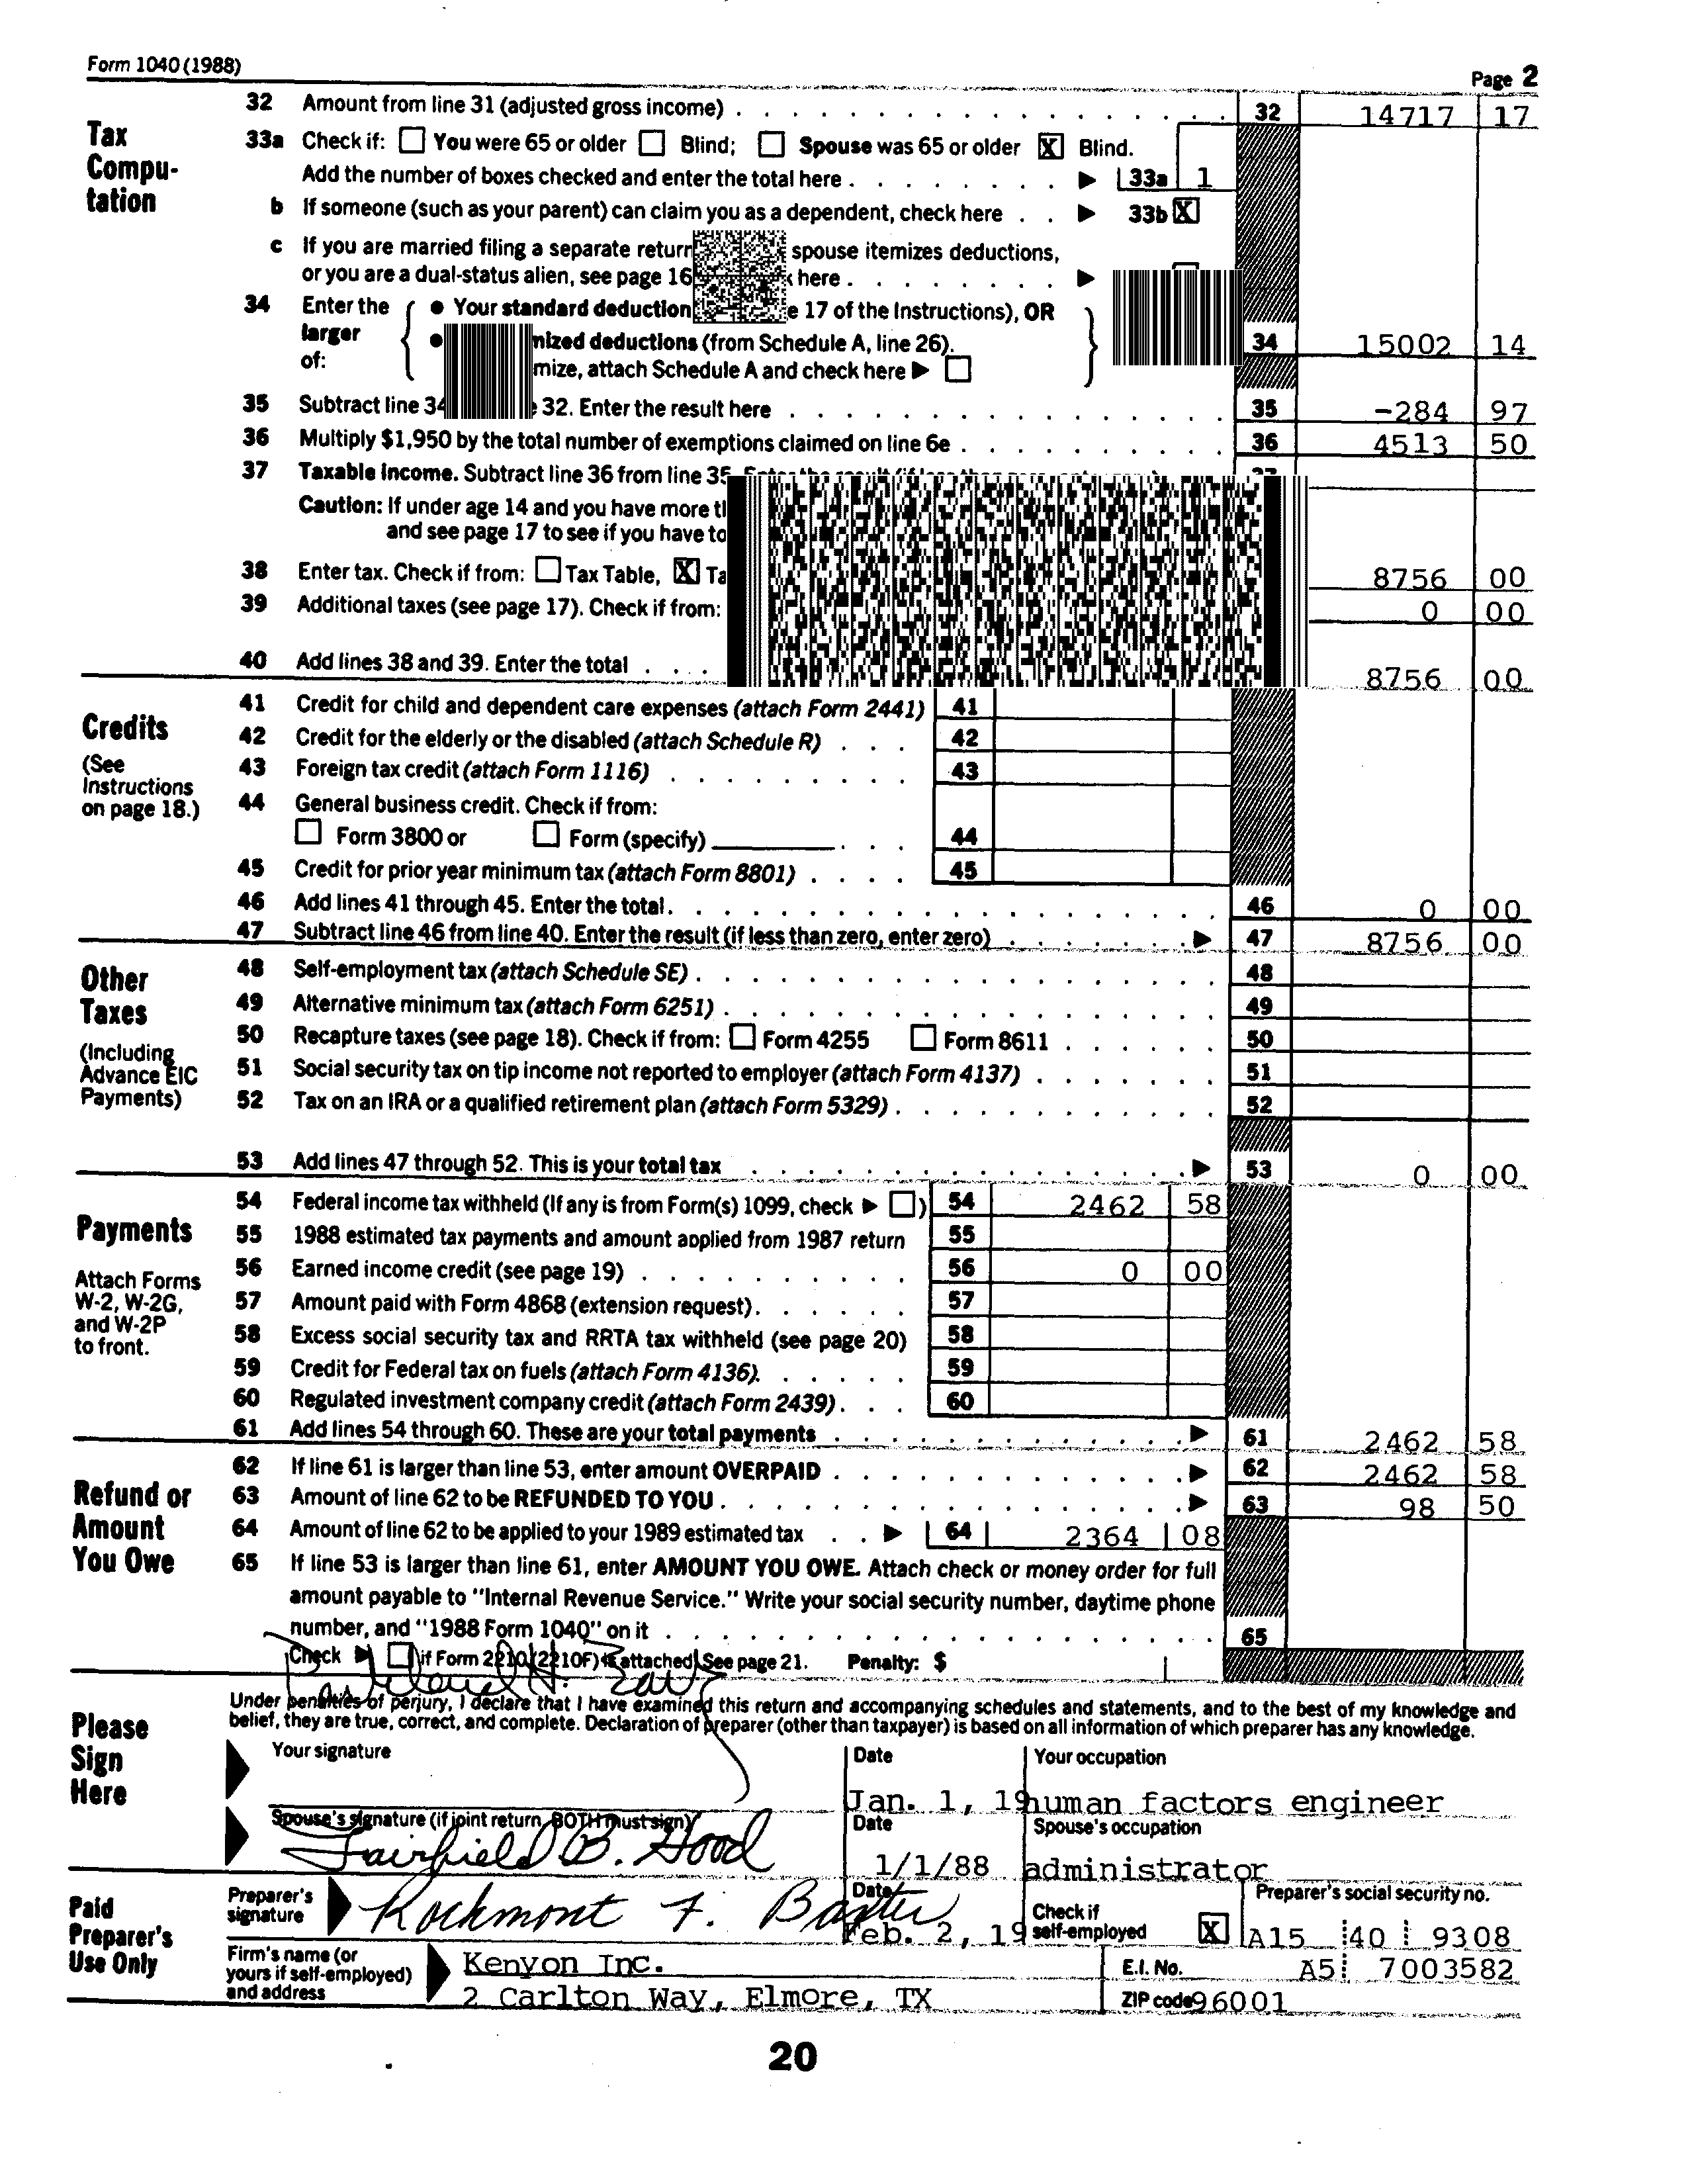 Form 1040 (1988)
Page 2
Tax Compu-
tation
32 Amount from line 31 (adjusted gross income) . . . 32 14717 17
33a Check if: You were 65 or older Blind; Spouse was 65 or older X Blind.
Add the number of boxes checked and enter the total here . . . 33a 1
b If someone (such as your parent) can claim you as a dependent, check here . . 33b X
c If you are married filing a separate return spouse itemizes deductions,
or you are a dual-status alien, see page 16 here . . .
34 Enter the larger of: • Your standard deduction e 17 of the Instructions), OR
• nized deductions (from Schedule A, line 26). 34 15002 14
mize, attach Schedule A and check here
35 Subtract line 34 32. Enter the result here . . . 35 -284 97
36 Multiply $1,950 by the total number of exemptions claimed on line 6e . . . 36 4513 50
37 Taxable income. Subtract line 36 from line 35.
Caution: If under age 14 and you have more
and see page 17 to see if you have to
38 Enter tax. Check if from: Tax Table, X Ta 8756 00
39 Additional taxes (see page 17). Check if from: 0 00
40 Add lines 38 and 39. Enter the total . . . 8756 00
Credits
(See
Instructions
on page 18.)
41 Credit for child and dependent care expenses (attach Form 2441) 41
42 Credit for the elderly or the disabled (attach Schedule R) . . . 42
43 Foreign tax credit (attach Form 1116) . . . 43
44 General business credit. Check if from:
Form 3800 or Form (specify) . . . 44
45 Credit for prior year minimum tax (attach Form 8801) . . . 45
46 Add lines 41 through 45. Enter the total . . . 46 0 00
47 Subtract line 46 from line 40. Enter the result (if less than zero, enter zero) . . . 47 8756 00
Other
Taxes
(Including
Advance EIC
Payments)
48 Self-employment tax (attach Schedule SE) . . . 48
49 Alternative minimum tax (attach Form 6251) . . . 49
50 Recapture taxes (see page 18). Check if from: Form 4255 Form 8611 . . . 50
51 Social security tax on tip income not reported to employer (attach Form 4137) . . . 51
52 Tax on an IRA or a qualified retirement plan (attach Form 5329) . . . 52
53 Add lines 47 through 52. This is your total tax . . . 53 0 00
Payments
Attach Forms
W-2, W-2G,
and W-2P
to front.
54 Federal income tax withheld (If any is from Form(s) 1099, check ) 54 2462 58
55 1988 estimated tax payments and amount applied from 1987 return 55
56 Earned income credit (see page 19) . . . 56 0 00
57 Amount paid with Form 4868 (extension request) . . . 57
58 Excess social security tax and RRTA tax withheld (see page 20) 58
59 Credit for Federal tax on fuels (attach Form 4136) . . . 59
60 Regulated investment company credit (attach Form 2439) . . . 60
61 Add lines 54 through 60. These are your total payments . . . 61 2462 58
Refund or
Amount
You Owe
62 If line 61 is larger than line 53, enter amount OVERPAID . . . 62 2462 58
63 Amount of line 62 to be REFUNDED TO YOU . . . 63 98 50
64 Amount of line 62 to be applied to your 1989 estimated tax . . 64 2364 08
65 If line 53 is larger than line 61, enter AMOUNT YOU OWE. Attach check or money order for full
amount payable to "Internal Revenue Service." Write your social security number, daytime phone
number, and "1988 Form 1040" on it . . . 65
Check if Form 2210 (2210F) is attached. See page 21. Penalty: $
Please
Sign
Here
Under penalties of perjury, I declare that I have examined this return and accompanying schedules and statements, and to the best of my knowledge and
belief, they are true, correct, and complete. Declaration of preparer (other than taxpayer) is based on all information of which preparer has any knowledge.
Your signature Date Your occupation
Jan. 1, 19 human factors engineer
Spouse's signature (if joint return, BOTH must sign) Date Spouse's occupation
Fairfield B. Hood 1/1/88 administrator
Paid
Preparer's
Use Only
Preparer's signature Rockmont F. Baxter Date Feb. 2, 19 Check if self-employed X Preparer's social security no. A15 40 9308
Firm's name (or
yours if self-employed)
and address
Kenyon Inc. E.I. No. A5 7003582
2 Carlton Way, Elmore, TX ZIP code 96001
20